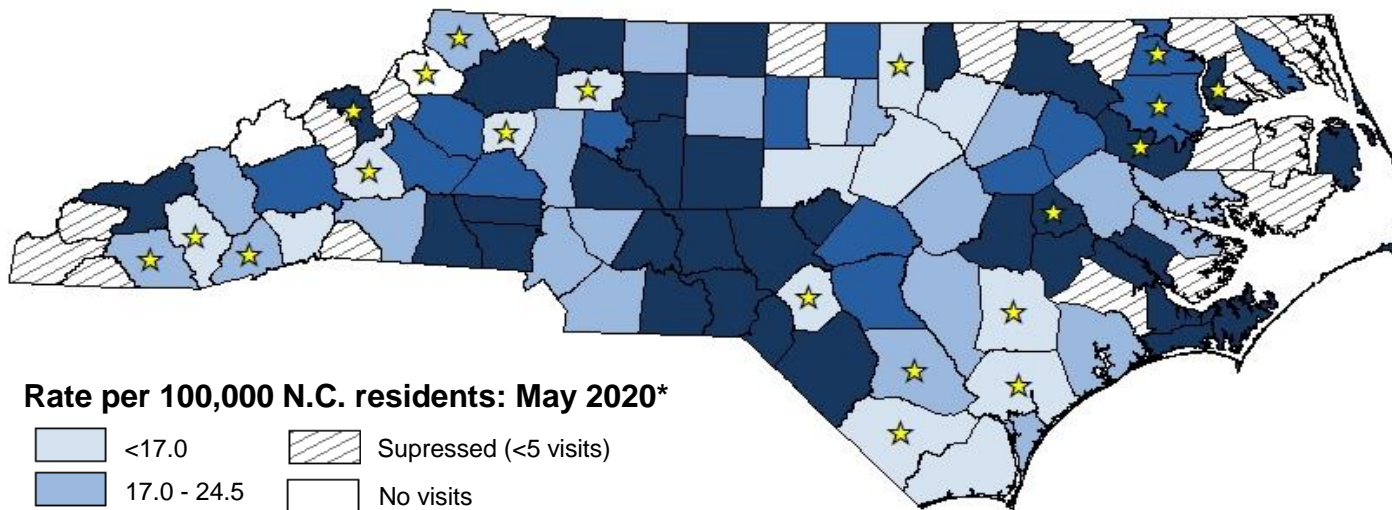 Rate per 100,000 N.C. residents: May 2020*
<17.0
Supressed (<5 visits)
17.0 - 24.5
No visits